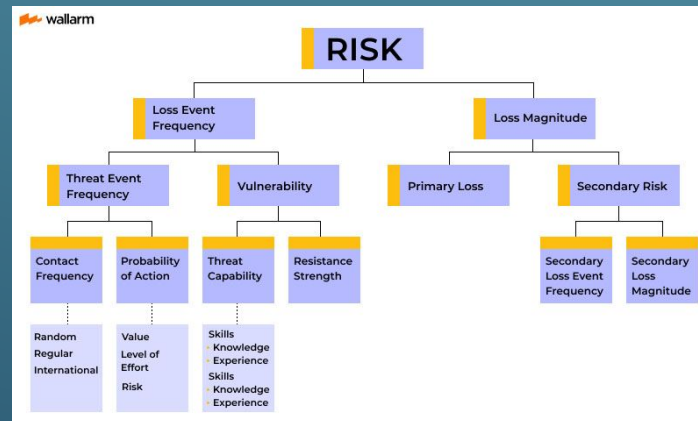 wallarm
RISK
Loss Event
Frequency
Loss Magnitude
Threat Event
Frequency
Vulnerability
Primary Loss
Secondary Risk
Contact
Frequency
Probability
of Action
Threat
Capability
Resistance
Strength
Secondary
Loss Event
Frequency
Secondary
Loss
Magnitude
Random
Regular
International
Value
Level of
Effort
Risk
Skills
Knowledge
Experience
Skills
Knowledge
Experience